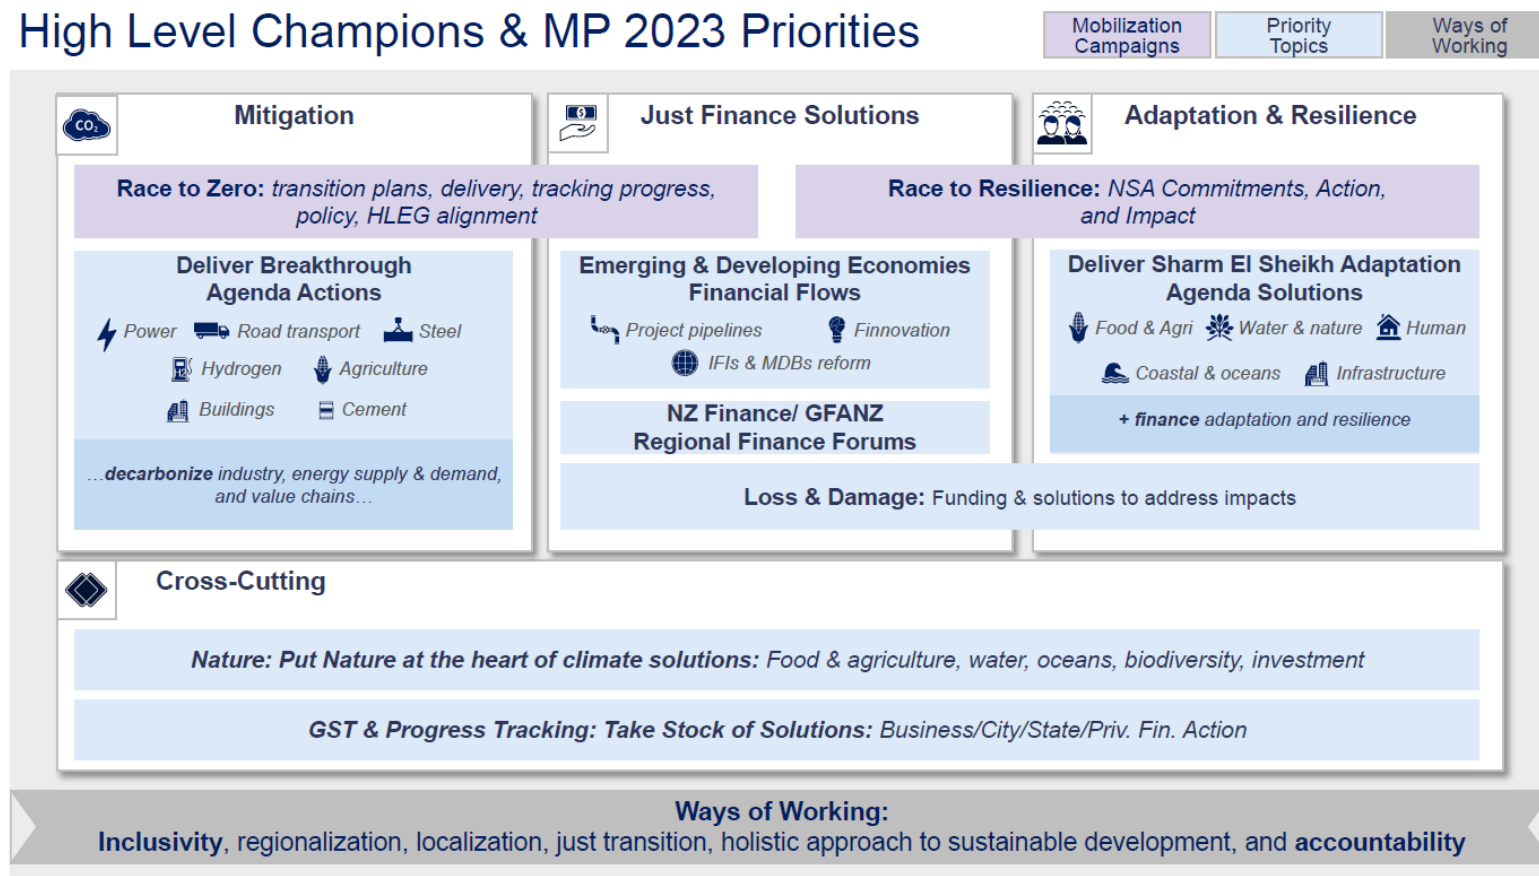 High Level Champions & MP 2023 Priorities
Mobilization
Campaigns
Priority
Topics
Ways of
Working
CO2
Mitigation
$
Just Finance Solutions
Adaptation & Resilience
Race to Zero: transition plans, delivery, tracking progress,
policy, HLEG alignment
Race to Resilience: NSA Commitments, Action,
and Impact
Deliver Breakthrough
Agenda Actions
Power
Road transport
Steel
Hydrogen
Agriculture
Buildings
Cement
…decarbonize industry, energy supply & demand,
and value chains…
Emerging & Developing Economies
Financial Flows
Project pipelines
Finnovation
IFIs & MDBs reform
NZ Finance/ GFANZ
Regional Finance Forums
Deliver Sharm El Sheikh Adaptation
Agenda Solutions
Food & Agri
Water & nature
Human
Coastal & oceans
Infrastructure
+ finance adaptation and resilience
Loss & Damage: Funding & solutions to address impacts
Cross-Cutting
Nature: Put Nature at the heart of climate solutions: Food & agriculture, water, oceans, biodiversity, investment
GST & Progress Tracking: Take Stock of Solutions: Business/City/State/Priv. Fin. Action
Ways of Working:
Inclusivity, regionalization, localization, just transition, holistic approach to sustainable development, and accountability